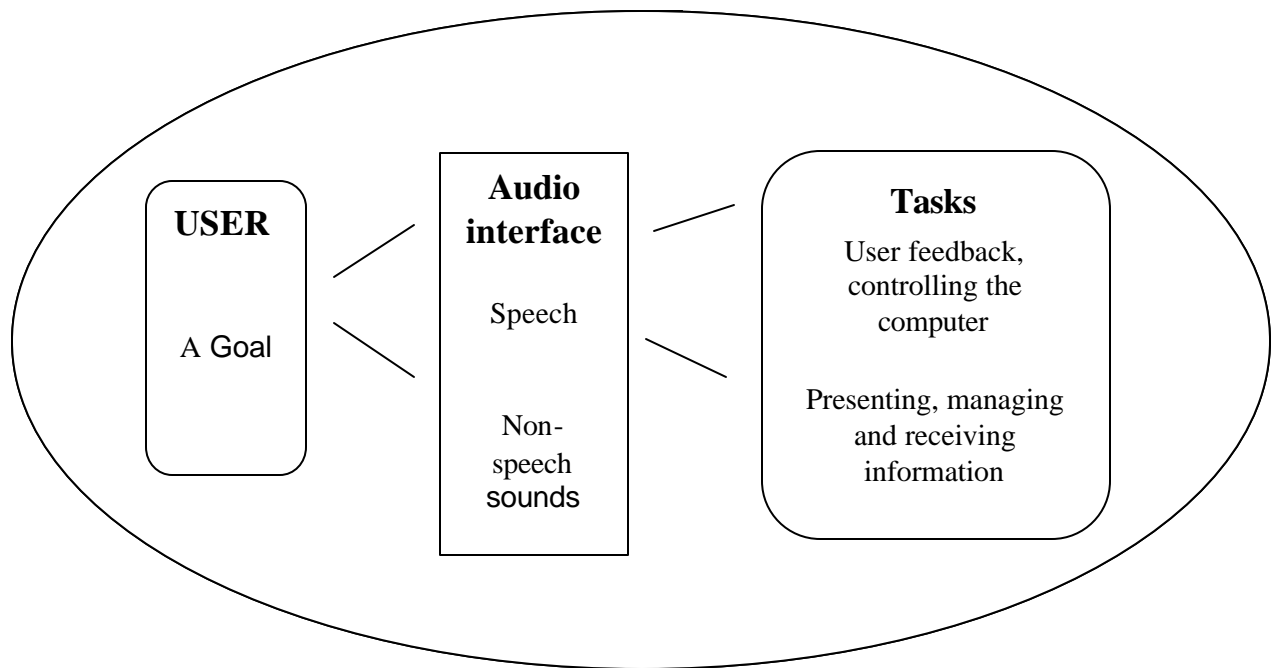 USER
A Goal
Audio
interface
Speech
Non-
speech
sounds
Tasks
User feedback,
controlling the
computer
Presenting, managing
and receiving
information